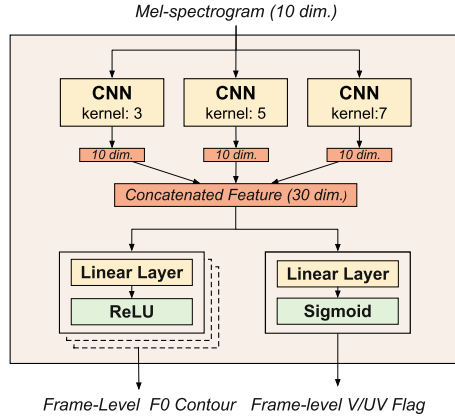 Mel-spectrogram (10 dim.)
CNN
kernel: 3
CNN
kernel: 5
CNN
kernel:7
10 dim.
10 dim.
10 dim.
Concatenated Feature (30 dim.)
Linear Layer
ReLU
Linear Layer
Sigmoid
Frame-Level F0 Contour
Frame-level V/UV Flag